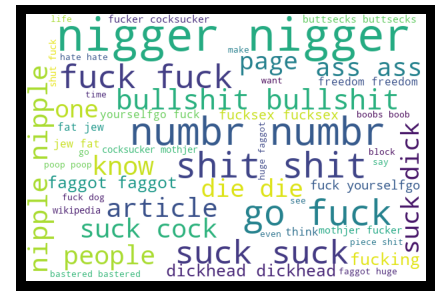 life
fucker cocksucker
buttsecks buttsecks
nigger nigger
make
hate hate
shut fuck
page
ass ass
fuck fuck
want
freedom freedom
time
bullshit bullshit
one
yourselfgo fuck
fucksex fucksex
boobs boob
fat jew
numbr numbr
jew fat
go
cocksucker mothjer
block
poop poop
know
shit shit
huge faggot
say
faggot faggot
die die
fuck yourselfgo
nipple nipple
suck dick
fuck dog
wikipedia
article
see
go fuck
suck cock
even
think
mothjer fucker
people
suck suck
piece shit
fucking
bastered bastered
dickhead dickhead
faggot huge